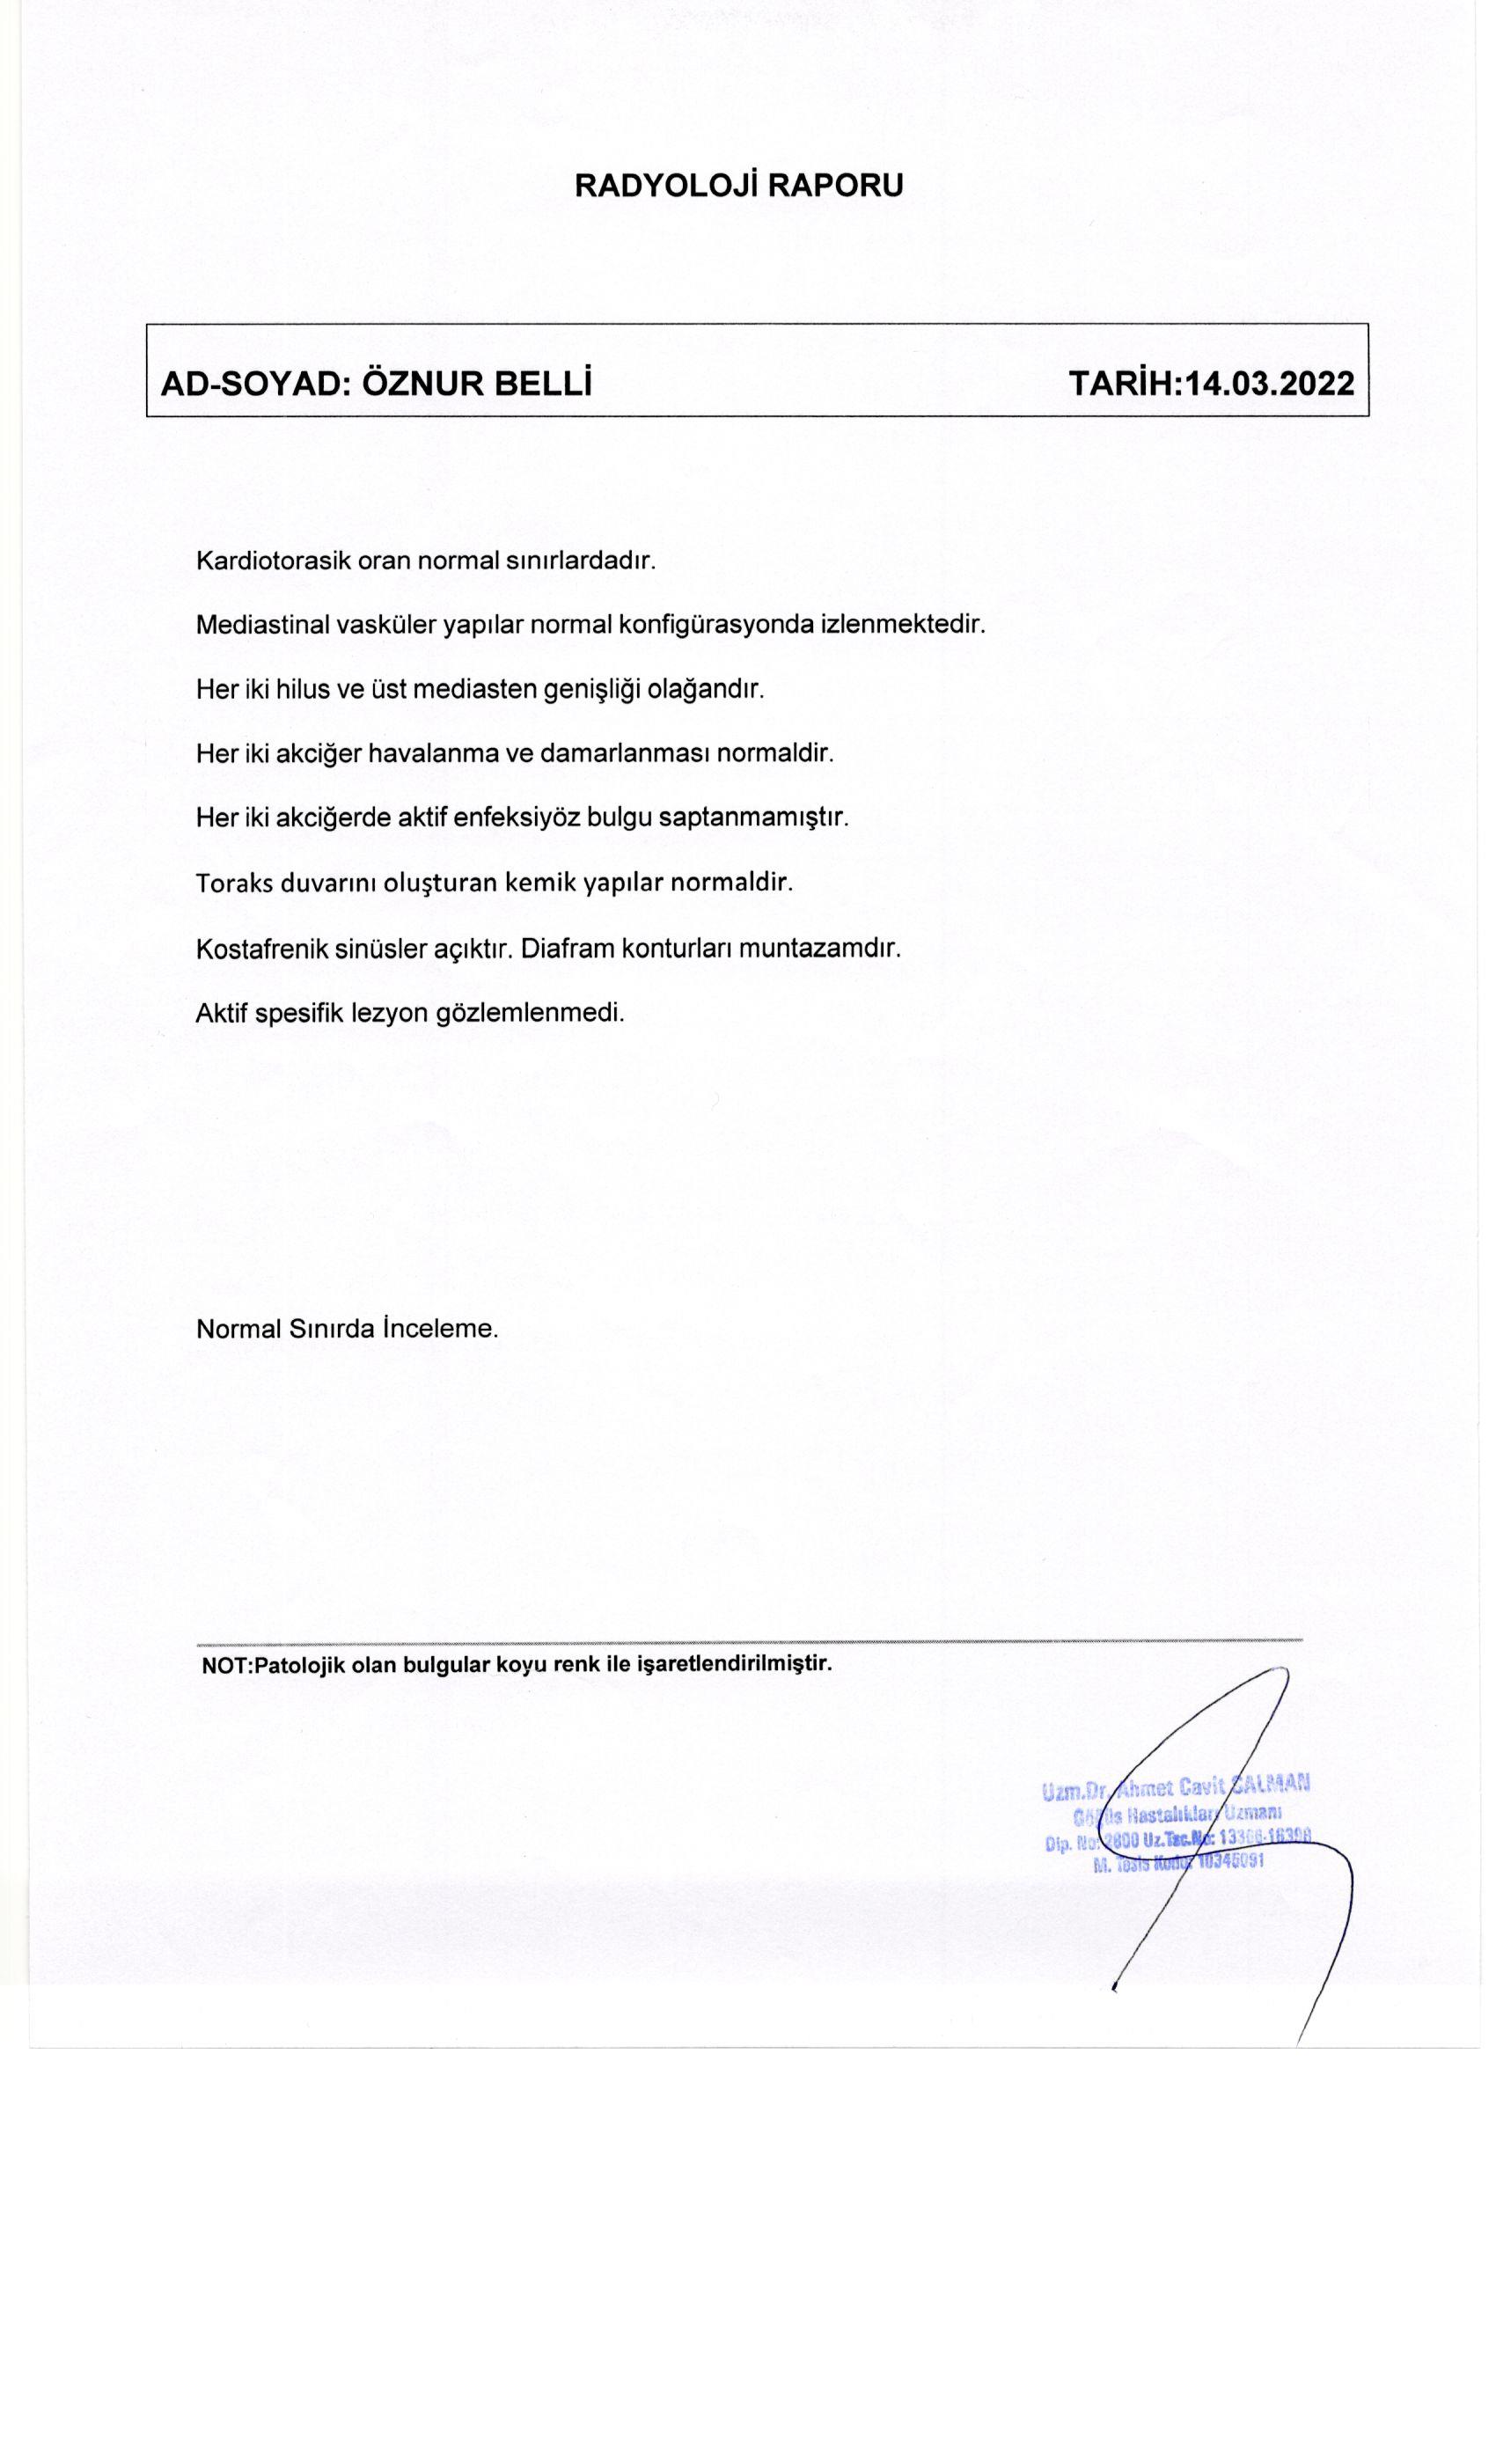 RADYOLOJİ RAPORU
AD-SOYAD: ÖZNUR BELLİ TARİH:14.03.2022
Kardiotorasik oran normal sınırlardadır.
Mediastinal vasküler yapılar normal konfigürasyonda izlenmektedir.
Her iki hilus ve üst mediasten genişliği olağandır.
Her iki akciğer havalanma ve damarlanması normaldir.
Her iki akciğerde aktif enfeksiyöz bulgu saptanmamıştır.
Toraks duvarını oluşturan kemik yapılar normaldir.
Kostafrenik sinüsler açıktır. Diafram konturları muntazamdır.
Aktif spesifik lezyon gözlemlenmedi.
Normal Sınırda İnceleme.
NOT:Patolojik olan bulgular koyu renk ile işaretlendirilmiştir.
Uzm.Dr. Ahmet Cavit SALMAN
Göğüs Hastalıkları Uzmanı
Dip. No: 2800 Uz.Tsc.No:
M. Tesis Kodu: